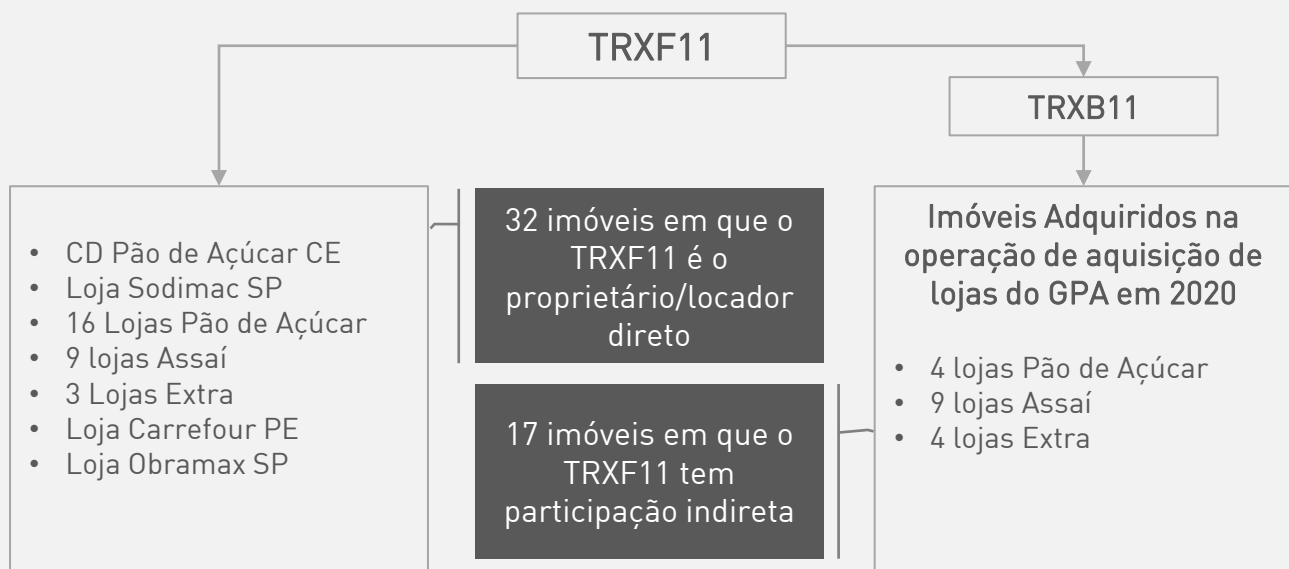 TRXF11
TRXB11
• CD Pão de Açúcar CE
• Loja Sodimac SP
• 16 Lojas Pão de Açúcar
• 9 lojas Assaí
• 3 Lojas Extra
• Loja Carrefour PE
• Loja Obramax SP
32 imóveis em que o
TRXF11 é o
proprietário/locador
direto
17 imóveis em que o
TRXF11 tem
participação indireta
Imóveis Adquiridos na
operação de aquisição de
lojas do GPA em 2020
• 4 lojas Pão de Açúcar
• 9 lojas Assaí
• 4 lojas Extra